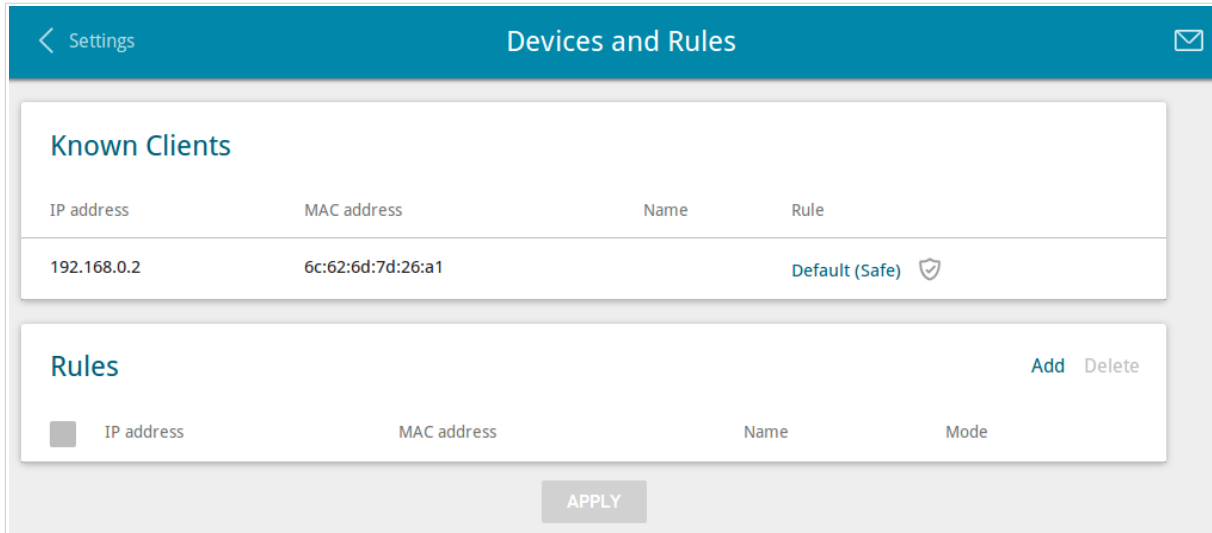 Settings
Devices and Rules
Known Clients
IP address MAC address Name Rule
192.168.0.2 6c:62:6d:7d:26:a1 Default (Safe)
Rules Add Delete
IP address MAC address Name Mode
APPLY